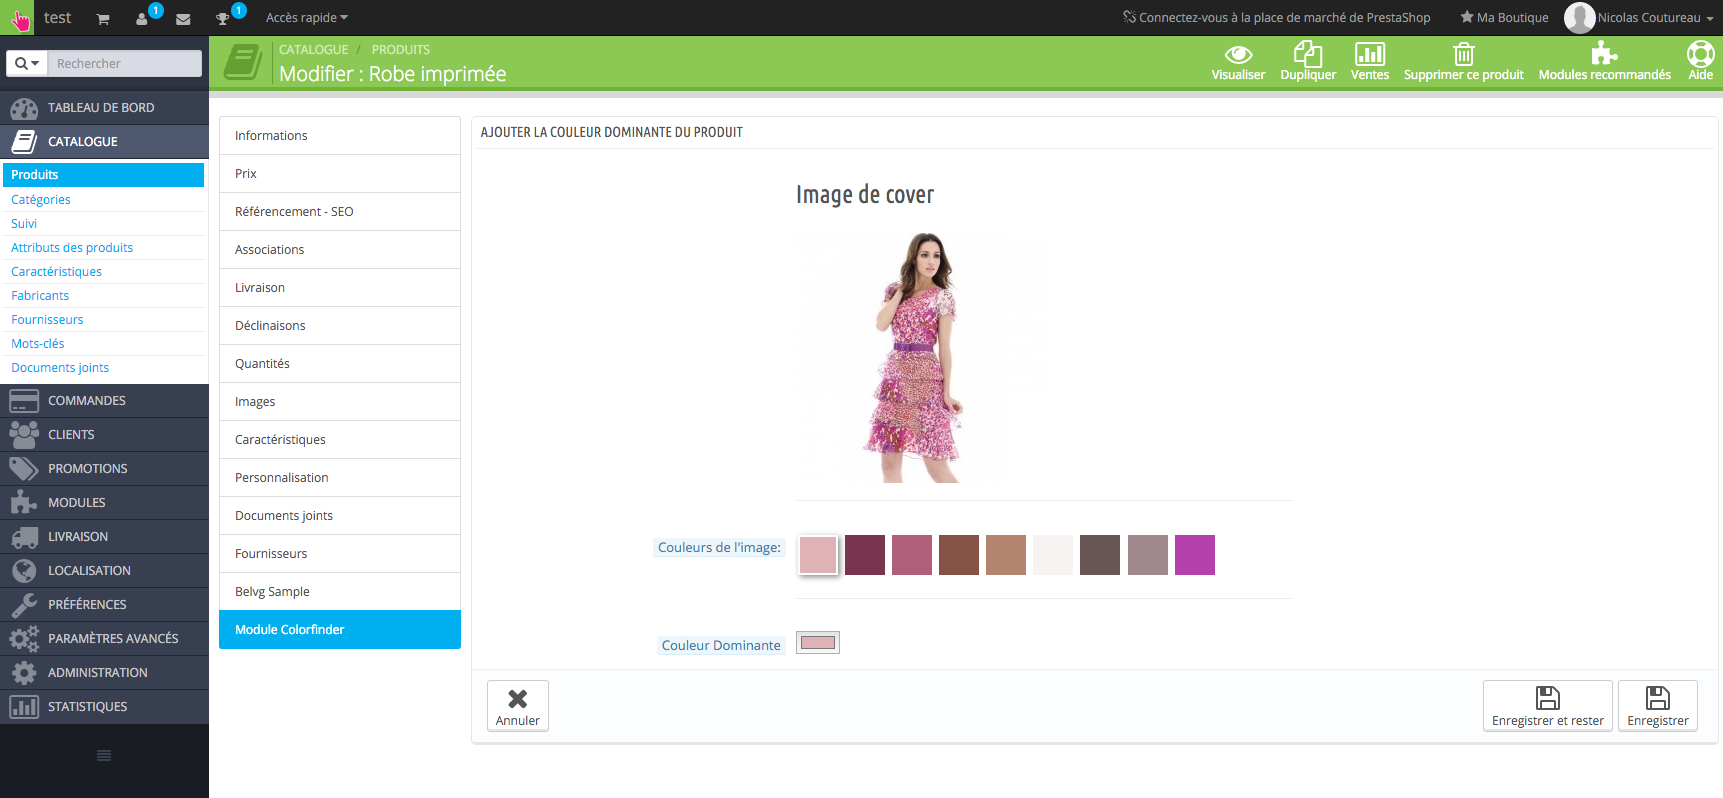 test
1
1
Accès rapide
Connectez-vous à la place de marché de PrestaShop
Ma Boutique
Nicolas Coutureau
Rechercher
TABLEAU DE BORD
CATALOGUE
Produits
Catégories
Suivi
Attributs des produits
Caractéristiques
Fabricants
Fournisseurs
Mots-clés
Documents joints
COMMANDES
CLIENTS
PROMOTIONS
MODULES
LIVRAISON
LOCALISATION
PRÉFÉRENCES
PARAMÈTRES AVANCÉS
ADMINISTRATION
STATISTIQUES
CATALOGUE / PRODUITS
Modifier : Robe imprimée
Visualiser
Dupliquer
Ventes
Supprimer ce produit
Modules recommandés
Aide
Informations
Prix
Référencement - SEO
Associations
Livraison
Déclinaisons
Quantités
Images
Caractéristiques
Personnalisation
Documents joints
Fournisseurs
Belvg Sample
Module Colorfinder
AJOUTER LA COULEUR DOMINANTE DU PRODUIT
Image de cover
Couleurs de l'image:
Couleur Dominante
Annuler
Enregistrer et rester
Enregistrer